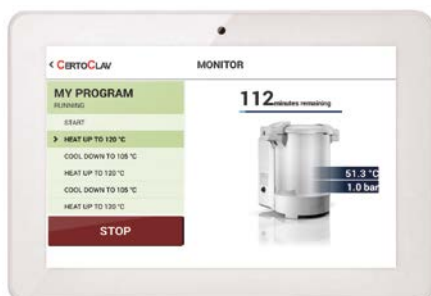 < CERTOCLAV
MONITOR
MY PROGRAM
RUNNING
START
> HEAT UP TO 120 °C
COOL DOWN TO 105 °C
HEAT UP TO 120 °C
COOL DOWN TO 105 °C
HEAT UP TO 120 °C
STOP
112 minutes remaining
51.3 °C
1.0 bar